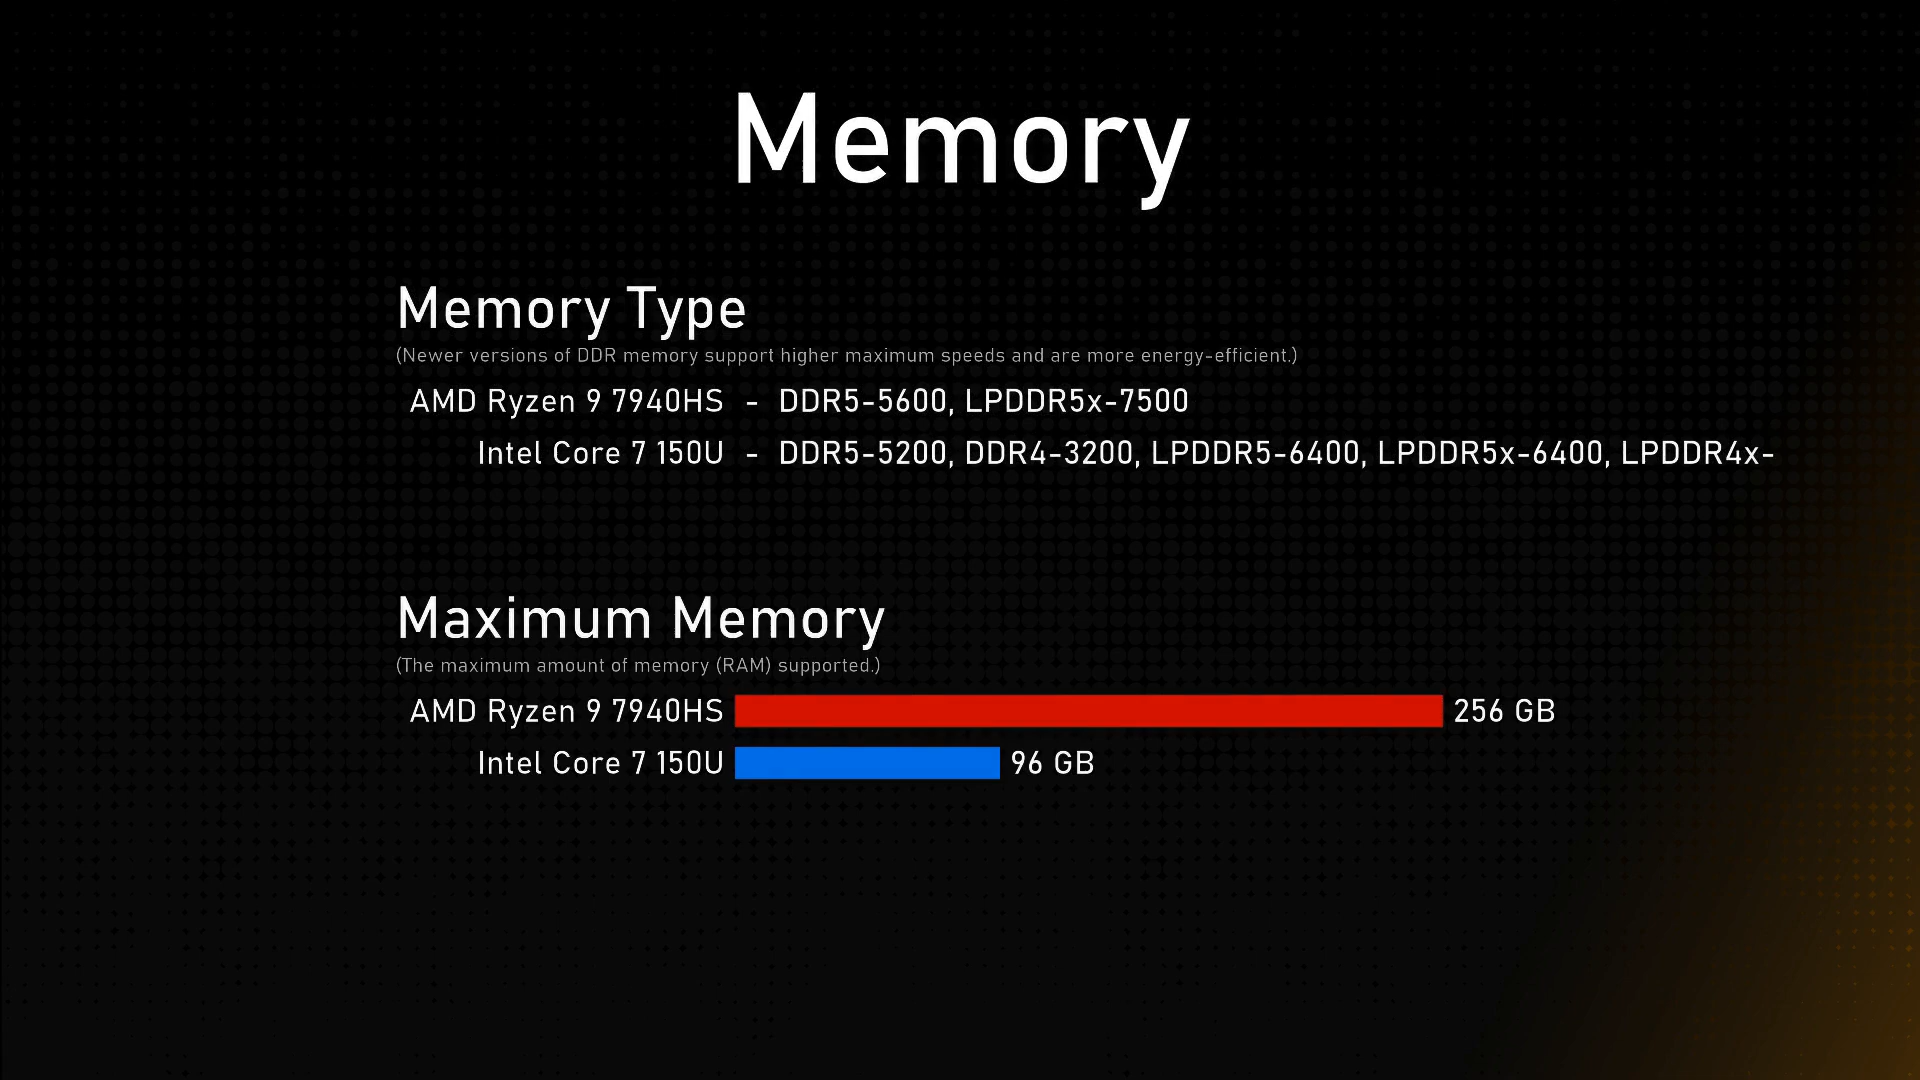 Memory
Memory Type
(Newer versions of DDR memory support higher maximum speeds and are more energy-efficient.)
AMD Ryzen 9 7940HS - DDR5-5600, LPDDR5x-7500
Intel Core 7 150U - DDR5-5200, DDR4-3200, LPDDR5-6400, LPDDR5x-6400, LPDDR4x-
Maximum Memory
(The maximum amount of memory (RAM) supported.)
AMD Ryzen 9 7940HS 256 GB
Intel Core 7 150U 96 GB